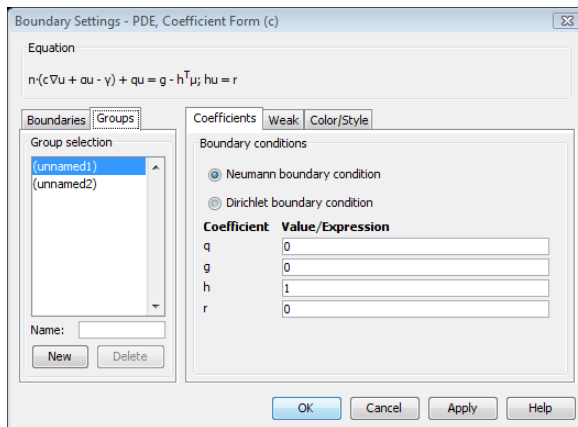 Boundary Settings - PDE, Coefficient Form (c)
Equation
n·(c∇u + αu - γ) + qu = g - hᵀμ; hu = r
Boundaries Groups
Group selection
(unnamed1)
(unnamed2)
Name:
New Delete
Coefficients Weak Color/Style
Boundary conditions
Neumann boundary condition
Dirichlet boundary condition
Coefficient Value/Expression
q 0
g 0
h 1
r 0
OK Cancel Apply Help